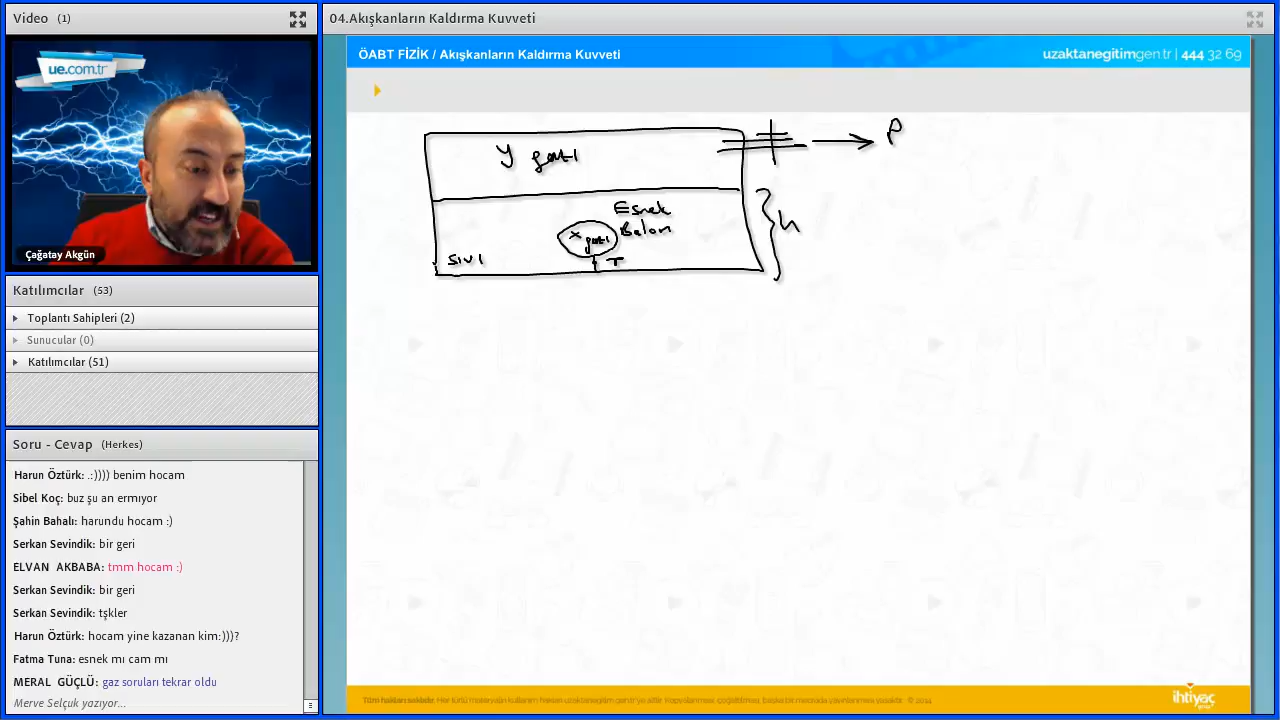 Video (1)
04.Akışkanların Kaldırma Kuvveti
ue.com.tr
Çağatay Akgün
Katılımcılar (53)
Toplantı Sahipleri (2)
Sunucular (0)
Katılımcılar (51)
Soru - Cevap (Herkes)
Harun Öztürk: .:)))) benim hocam
Sibel Koç: buz şu an ermıyor
Şahin Bahalı: harundu hocam :)
Serkan Sevindik: bir geri
ELVAN AKBABA: tmm hocam :)
Serkan Sevindik: bir geri
Serkan Sevindik: tşkler
Harun Öztürk: hocam yine kazanan kim:)))?
Fatma Tuna: esnek mı cam mı
MERAL GÜÇLÜ: gaz soruları tekrar oldu
Merve Selçuk yazıyor...
ÖABT FİZİK / Akışkanların Kaldırma Kuvveti
uzaktanegitimgen.tr | 444 32 69
y gazı
P
Esnek
Balon
x gazı
h
SIVI
T
ihtiyaç